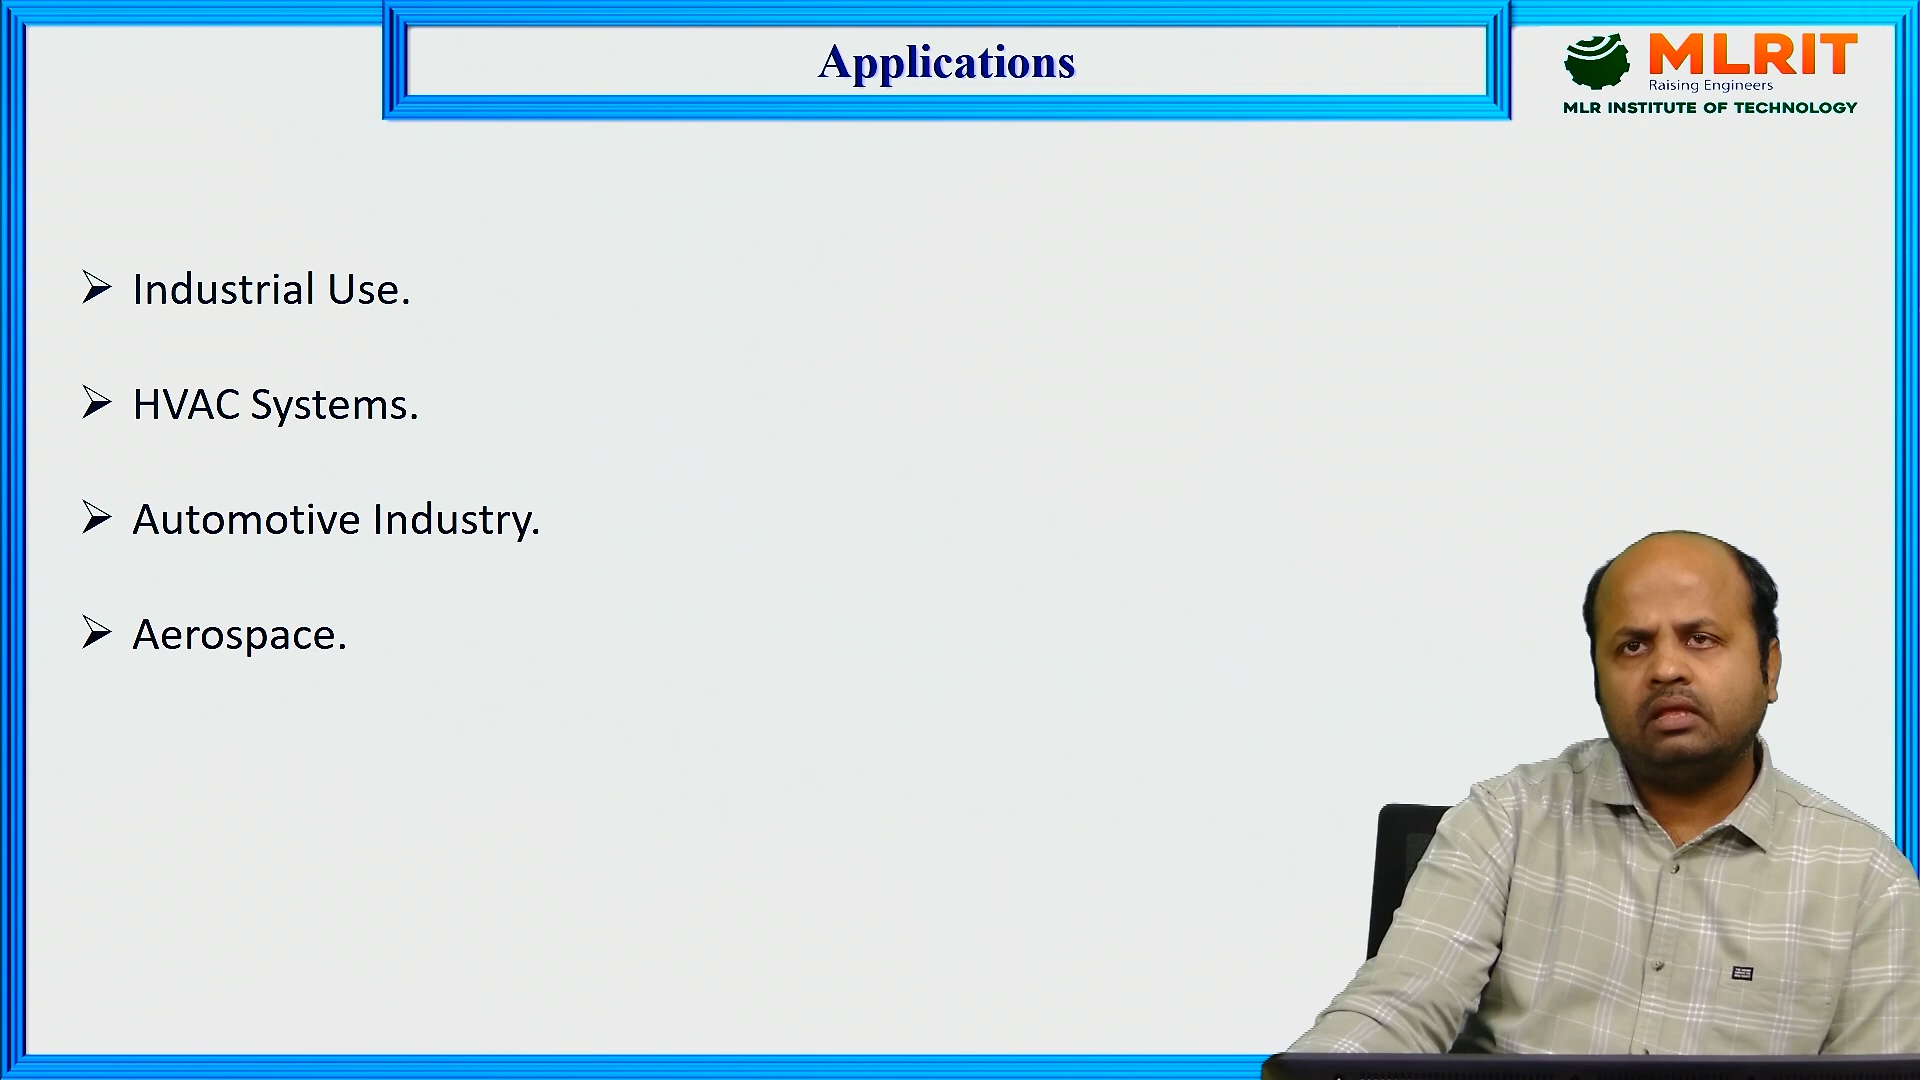 Applications
MLRIT
Raising Engineers
MLR INSTITUTE OF TECHNOLOGY
➢ Industrial Use.
➢ HVAC Systems.
➢ Automotive Industry.
➢ Aerospace.